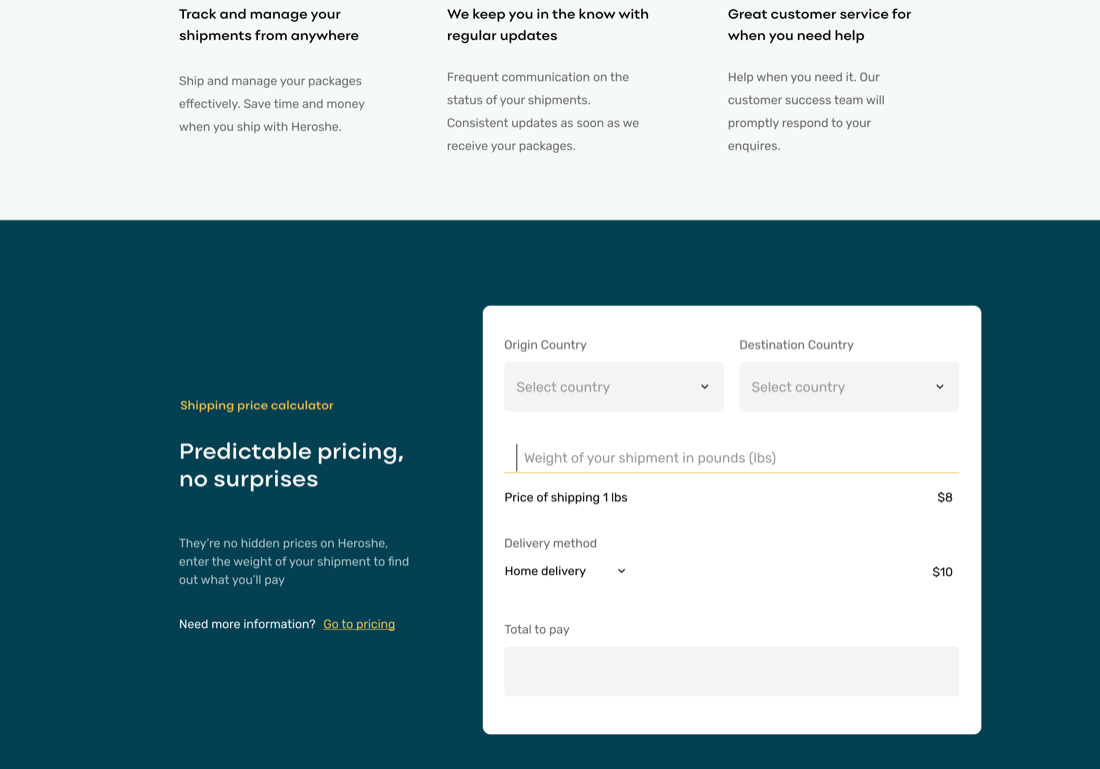 Track and manage your
shipments from anywhere
Ship and manage your packages
effectively. Save time and money
when you ship with Heroshe.
We keep you in the know with
regular updates
Frequent communication on the
status of your shipments.
Consistent updates as soon as we
receive your packages.
Great customer service for
when you need help
Help when you need it. Our
customer success team will
promptly respond to your
enquires.
Shipping price calculator
Predictable pricing,
no surprises
They're no hidden prices on Heroshe,
enter the weight of your shipment to find
out what you'll pay
Need more information? Go to pricing
Origin Country
Select country
Destination Country
Select country
Weight of your shipment in pounds (lbs)
Price of shipping 1 lbs $8
Delivery method
Home delivery $10
Total to pay